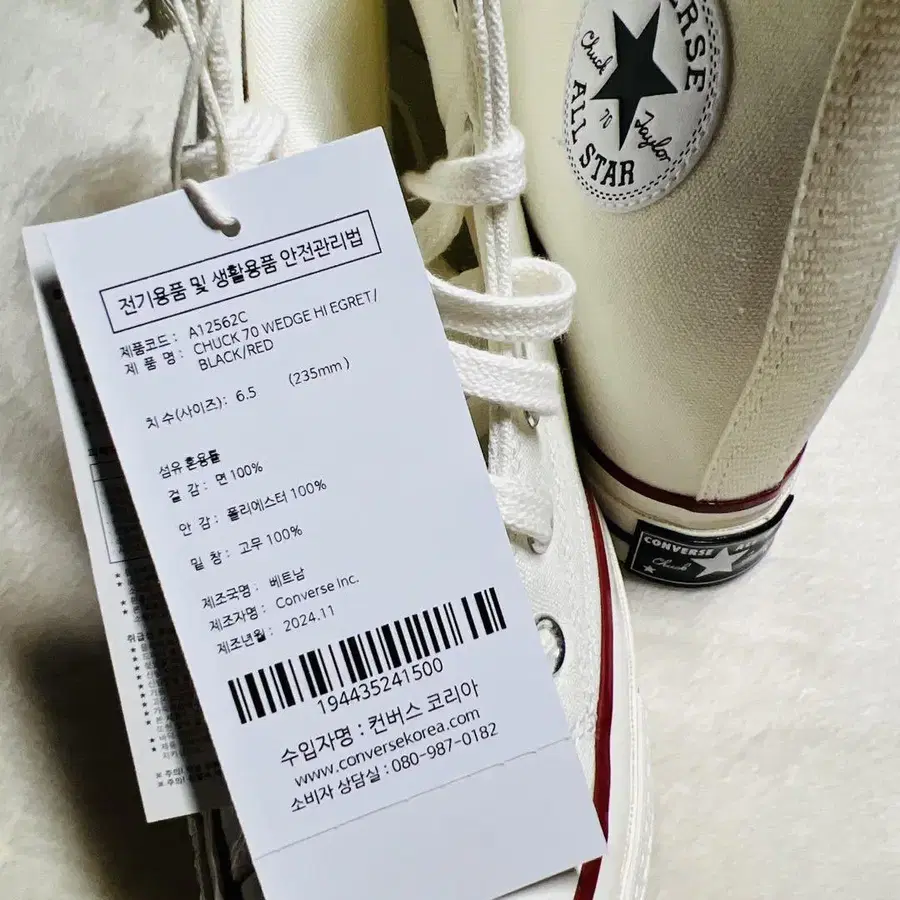 전기용품 및 생활용품 안전관리법
제품코드 : A12562C
제 품 명 : CHUCK 70 WEDGE HI EGRET/
BLACK/RED
치 수(사이즈) : 6.5 (235mm)
섬유 혼용률
겉 감 : 면 100%
안 감 : 폴리에스터 100%
밑 창 : 고무 100%
제조국명 : 베트남
제조자명 : Converse Inc.
제조년월 : 2024.11
194435241500
수입자명 : 컨버스 코리아
www.conversekorea.com
소비자 상담실 : 080-987-0182
Chuck
70
Taylor
ALL STAR
CONVERSE
Chuck